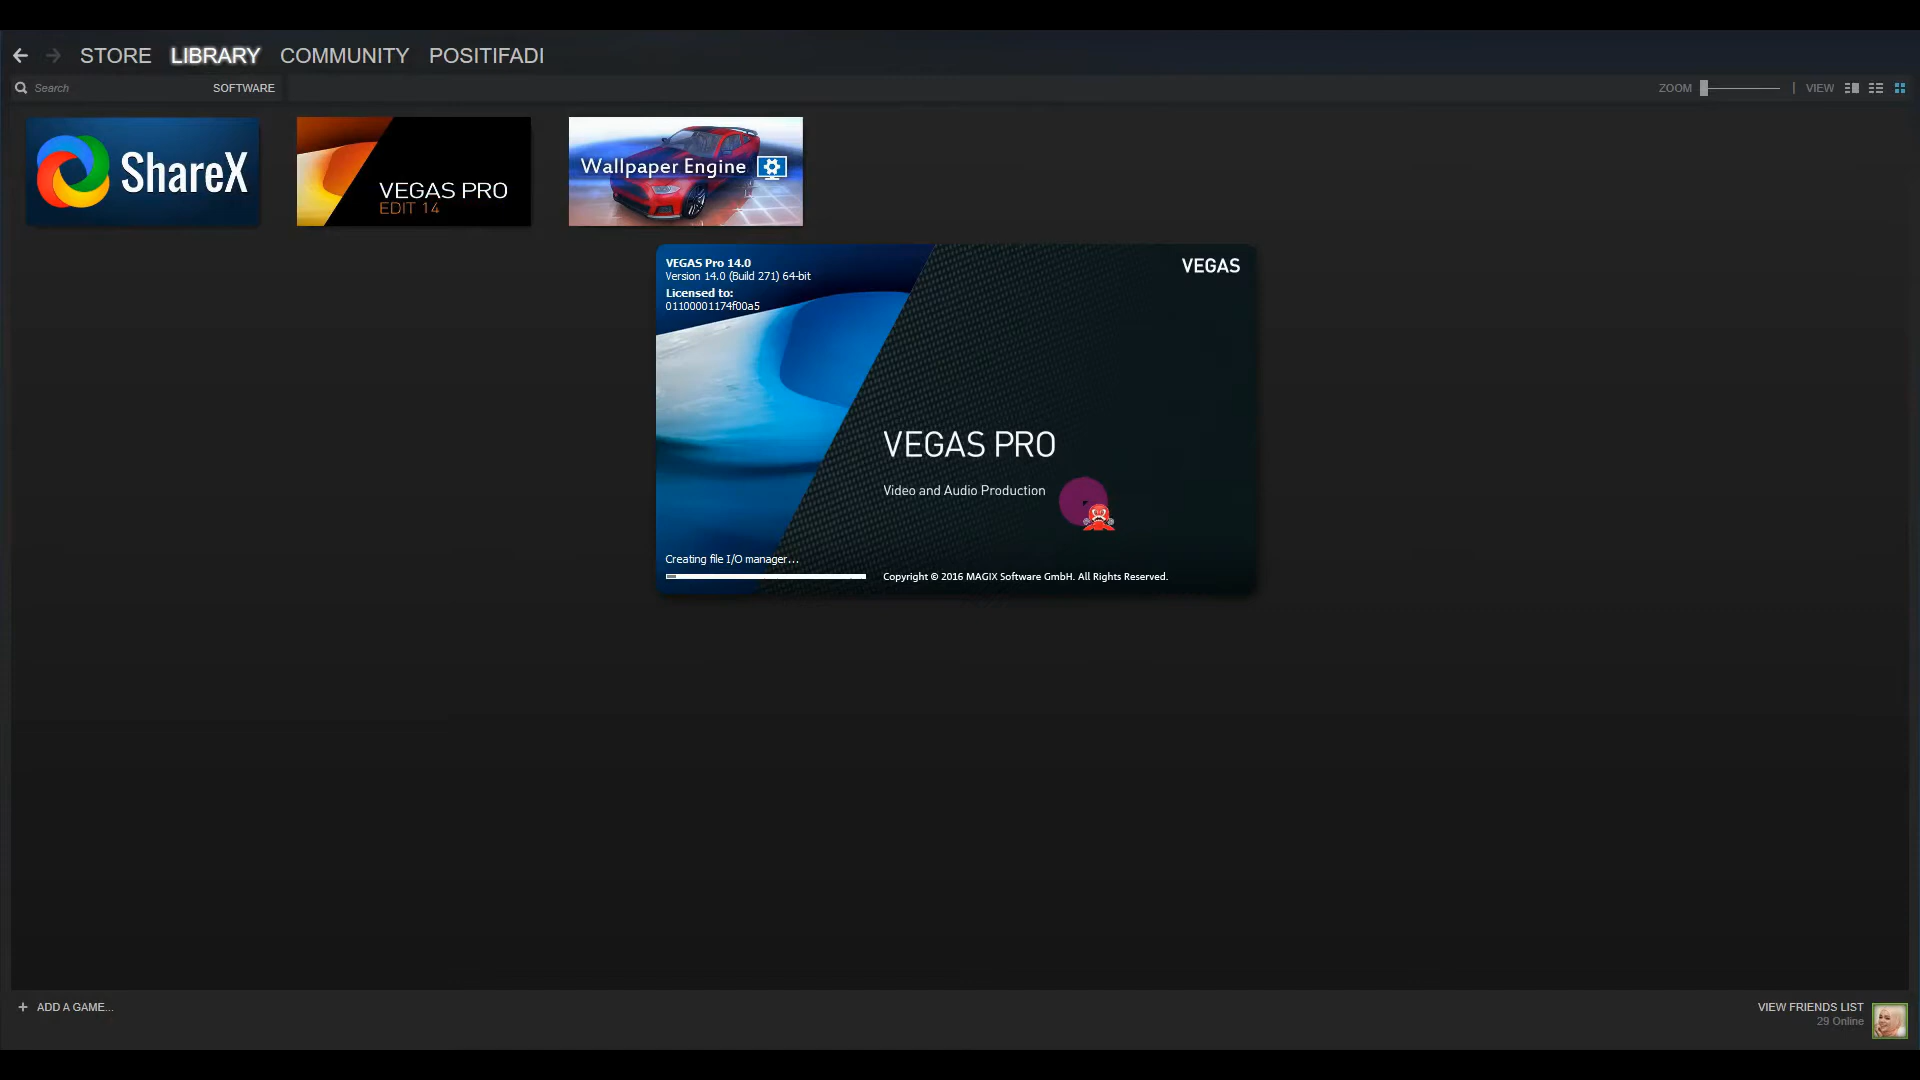 STORE LIBRARY COMMUNITY POSITIFADI
Search SOFTWARE ZOOM | VIEW
ShareX
VEGAS PRO
EDIT 14
Wallpaper Engine
VEGAS Pro 14.0
Version 14.0 (Build 271) 64-bit
Licensed to:
01100001174f00a5
VEGAS
VEGAS PRO
Video and Audio Production
Creating file I/O manager...
Copyright © 2016 MAGIX Software GmbH. All Rights Reserved.
+ ADD A GAME...
VIEW FRIENDS LIST
29 Online